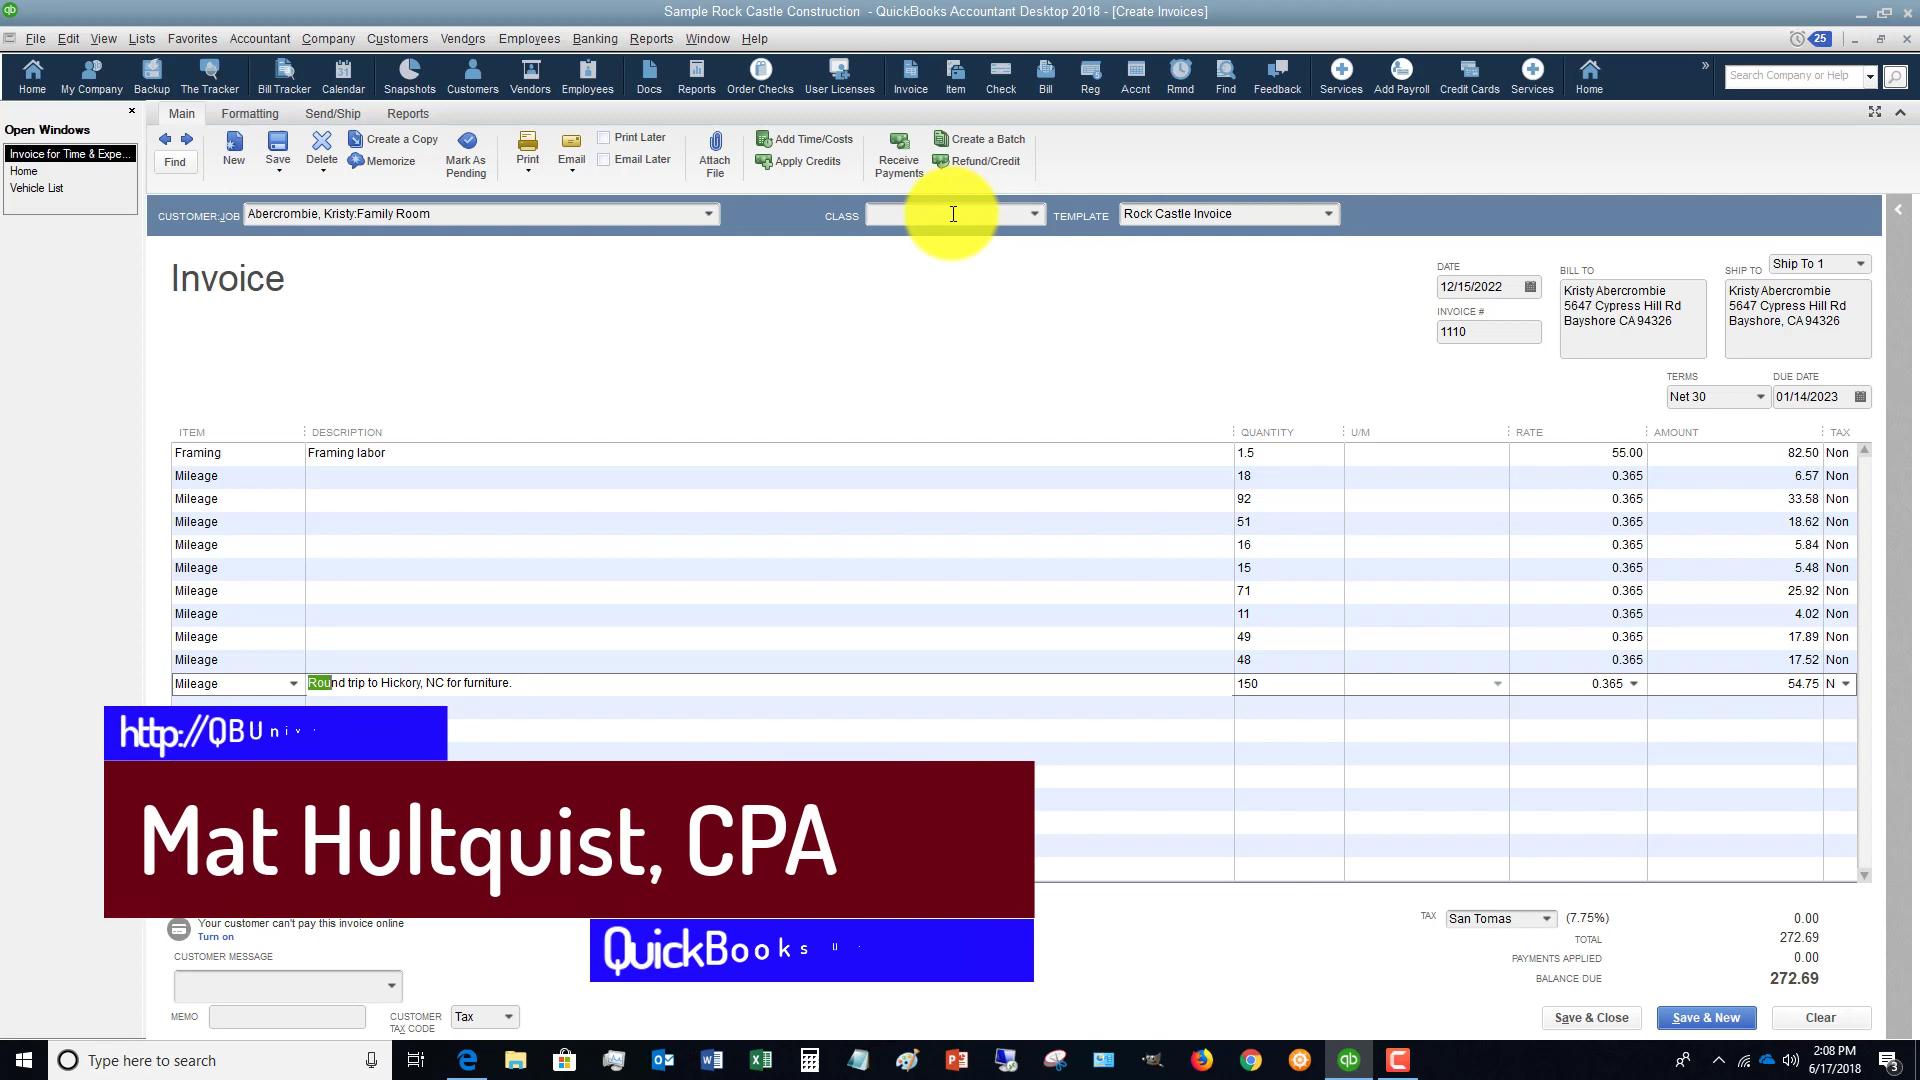 Sample Rock Castle Construction - QuickBooks Accountant Desktop 2018 - [Create Invoices]
File Edit View Lists Favorites Accountant Company Customers Vendors Employees Banking Reports Window Help 25
Home My Company Backup The Tracker Bill Tracker Calendar Snapshots Customers Vendors Employees Docs Reports Order Checks User Licenses Invoice Item Check Bill Reg Accnt Rmnd Find Feedback Services Add Payroll Credit Cards Services Home » Search Company or Help
Main Formatting Send/Ship Reports
Open Windows
Invoice for Time & Expe...
Home
Vehicle List
Find New Save Delete Create a Copy Memorize Mark As Pending Print Email Print Later Email Later Attach File Add Time/Costs Apply Credits Receive Payments Create a Batch Refund/Credit
CUSTOMER:JOB Abercrombie, Kristy:Family Room CLASS TEMPLATE Rock Castle Invoice
Invoice
DATE
12/15/2022
INVOICE #
1110
BILL TO
Kristy Abercrombie
5647 Cypress Hill Rd
Bayshore CA 94326
SHIP TO Ship To 1
Kristy Abercrombie
5647 Cypress Hill Rd
Bayshore, CA 94326
TERMS DUE DATE
Net 30 01/14/2023
ITEM DESCRIPTION QUANTITY U/M RATE AMOUNT TAX
Framing Framing labor 1.5 55.00 82.50 Non
Mileage 18 0.365 6.57 Non
Mileage 92 0.365 33.58 Non
Mileage 51 0.365 18.62 Non
Mileage 16 0.365 5.84 Non
Mileage 15 0.365 5.48 Non
Mileage 71 0.365 25.92 Non
Mileage 11 0.365 4.02 Non
Mileage 49 0.365 17.89 Non
Mileage 48 0.365 17.52 Non
Mileage Round trip to Hickory, NC for furniture. 150 0.365 54.75 N
http://QBUniv
Mat Hultquist, CPA
QuickBooks U
Your customer can't pay this invoice online
Turn on
CUSTOMER MESSAGE
MEMO CUSTOMER TAX CODE Tax
TAX San Tomas (7.75%) 0.00
TOTAL 272.69
PAYMENTS APPLIED 0.00
BALANCE DUE 272.69
Save & Close Save & New Clear
Type here to search
2:08 PM
6/17/2018
3